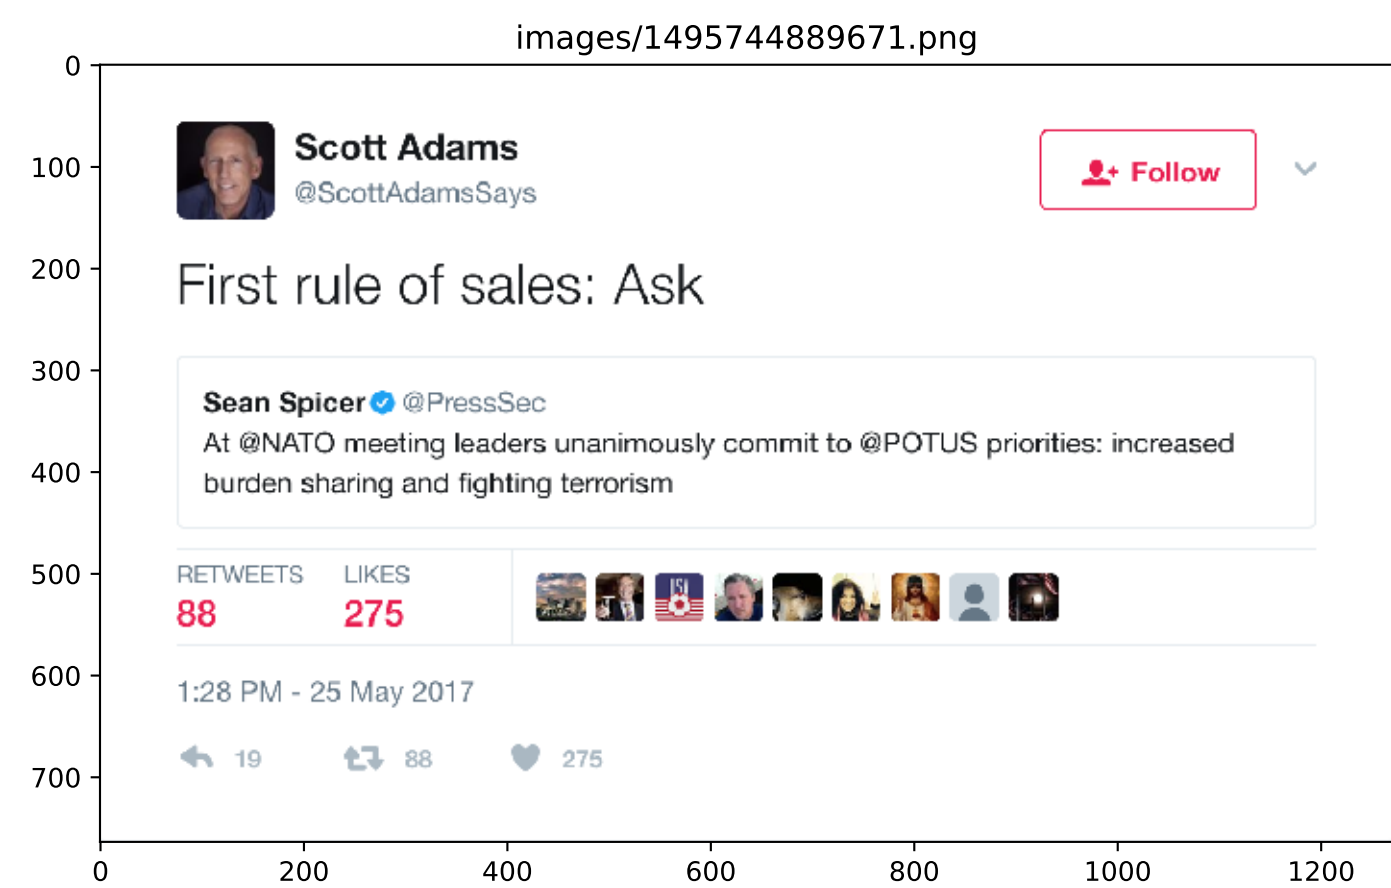 images/1495744889671.png
0
100
200
300
400
500
600
700
Scott Adams
@ScottAdamsSays
Follow
First rule of sales: Ask
Sean Spicer @PressSec
At @NATO meeting leaders unanimously commit to @POTUS priorities: increased
burden sharing and fighting terrorism
RETWEETS LIKES
88 275
1:28 PM - 25 May 2017
19 88 275
0 200 400 600 800 1000 1200